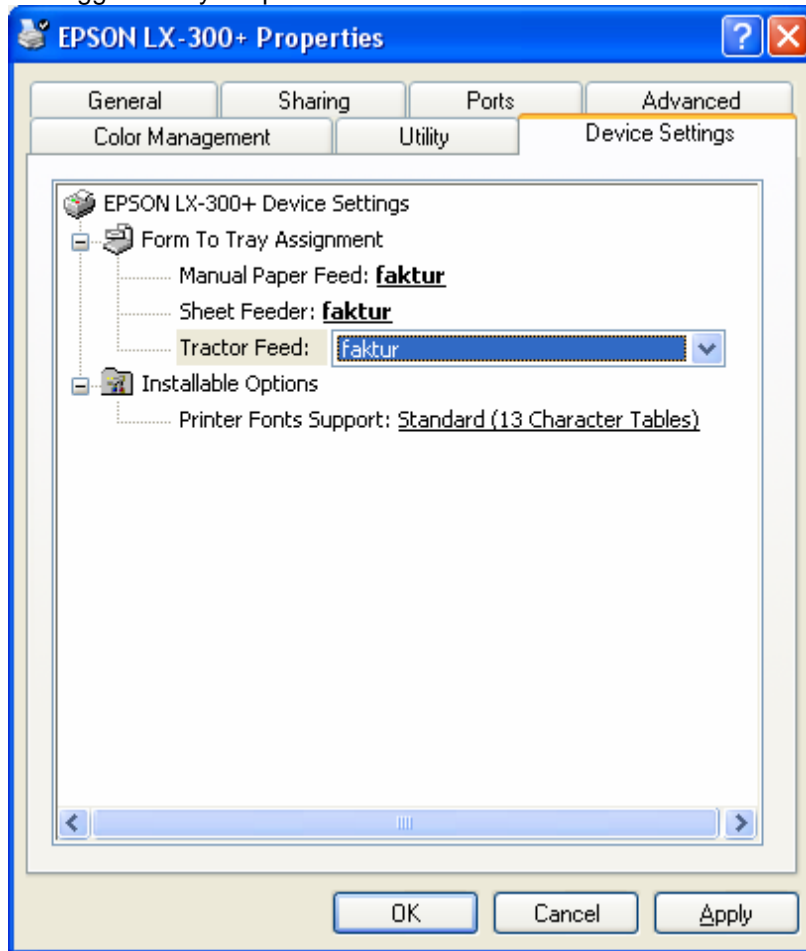 EPSON LX-300+ Properties
General Sharing Ports Advanced
Color Management Utility Device Settings
EPSON LX-300+ Device Settings
Form To Tray Assignment
Manual Paper Feed: faktur
Sheet Feeder: faktur
Tractor Feed: faktur
Installable Options
Printer Fonts Support: Standard (13 Character Tables)
OK Cancel Apply